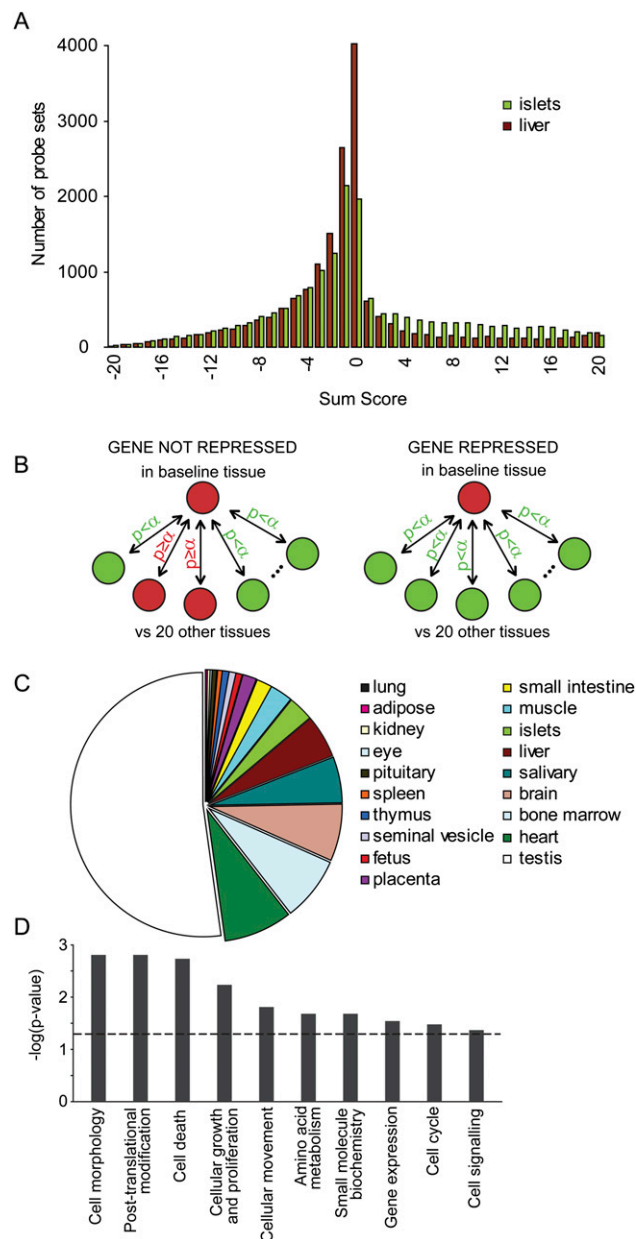 A
4000
3000
2000
1000
0
Number of probe sets
islets
liver
-20
-16
-12
-8
-4
0
4
8
12
16
20
Sum Score
B
GENE NOT REPRESSED
in baseline tissue
p<α
p≥α
p≥α
p<α
p<α
...
vs 20 other tissues
GENE REPRESSED
in baseline tissue
p<α
p<α
p<α
p<α
p<α
...
vs 20 other tissues
C
lung
adipose
kidney
eye
pituitary
spleen
thymus
seminal vesicle
fetus
placenta
small intestine
muscle
islets
liver
salivary
brain
bone marrow
heart
testis
D
3
2
1
0
-log(p-value)
Cell morphology
Post-translational
modification
Cell death
Cellular growth
and proliferation
Cellular movement
Amino acid
metabolism
Small molecule
biochemistry
Gene expression
Cell cycle
Cell signalling